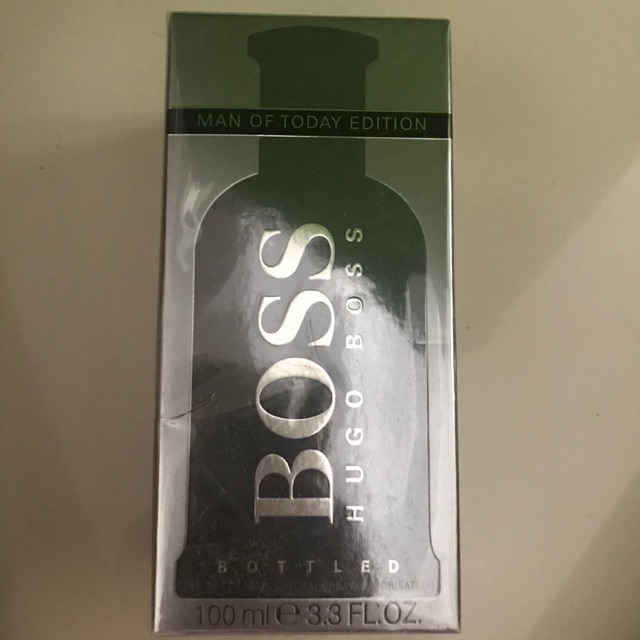 MAN OF TODAY EDITION
BOSS
HUGO BOSS
BOTTLED
100 ml e 3.3 FL.OZ.